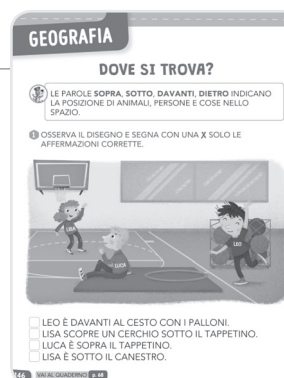 GEOGRAFIA
DOVE SI TROVA?
LE PAROLE SOPRA, SOTTO, DAVANTI, DIETRO INDICANO
LA POSIZIONE DI ANIMALI, PERSONE E COSE NELLO
SPAZIO.
1 OSSERVA IL DISEGNO E SEGNA CON UNA X SOLO LE
AFFERMAZIONI CORRETTE.
LISA
LUCA
LEO
LEO È DAVANTI AL CESTO CON I PALLONI.
LISA SCOPRE UN CERCHIO SOTTO IL TAPPETINO.
LUCA È SOPRA IL TAPPETINO.
LISA È SOTTO IL CANESTRO.
146 VAI AL QUADERNO p. 68